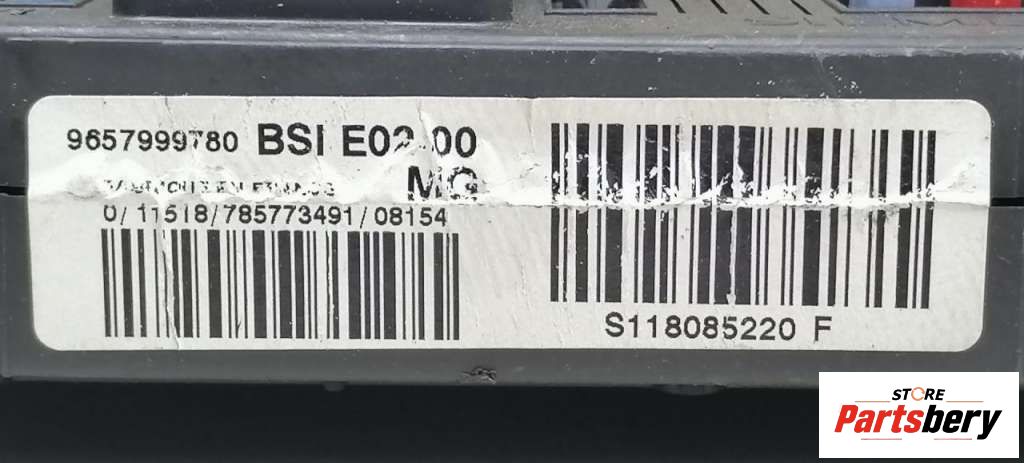 9657999780 BSI E02-00
MG
0/11518/785773491/08154
S118085220 F
STORE
Partsbery